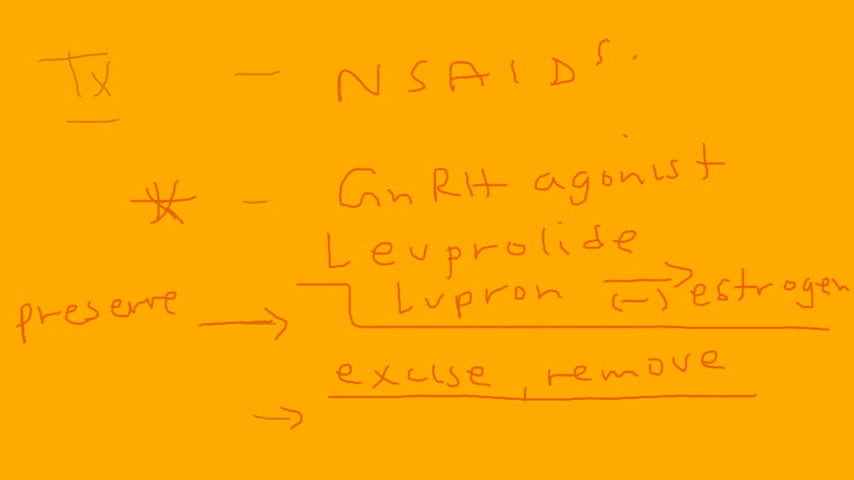 Tx - NSAIDs.
* - GnRH agonist
Leuprolide
Lupron (-) → estrogen
preserve →
excise, remove
→